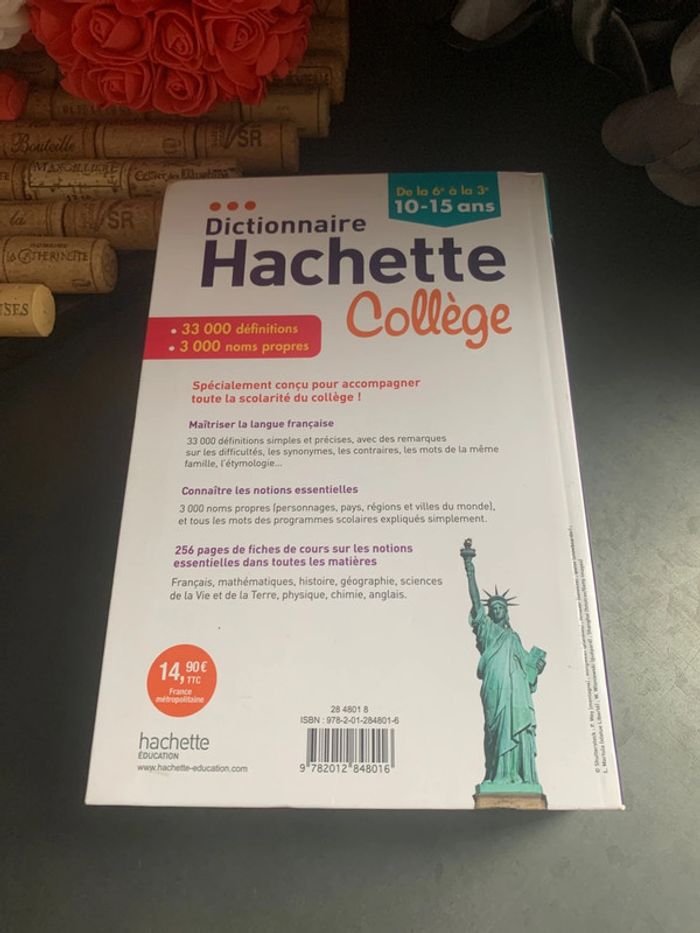 Bouteille
SR
la
SR
De la 6e à la 3e
10-15 ans
Dictionnaire
Hachette
Collège
• 33 000 définitions
• 3 000 noms propres
Spécialement conçu pour accompagner
toute la scolarité du collège !
Maîtriser la langue française
33 000 définitions simples et précises, avec des remarques
sur les difficultés, les synonymes, les contraires, les mots de la même
famille, l'étymologie...
Connaître les notions essentielles
3 000 noms propres (personnages, pays, régions et villes du monde),
et tous les mots des programmes scolaires expliqués simplement.
256 pages de fiches de cours sur les notions
essentielles dans toutes les matières
Français, mathématiques, histoire, géographie, sciences
de la Vie et de la Terre, physique, chimie, anglais.
14,90€
TTC
France
métropolitaine
hachette
ÉDUCATION
www.hachette-education.com
28 4801 8
ISBN : 978-2-01-284801-6
9 782012 848016